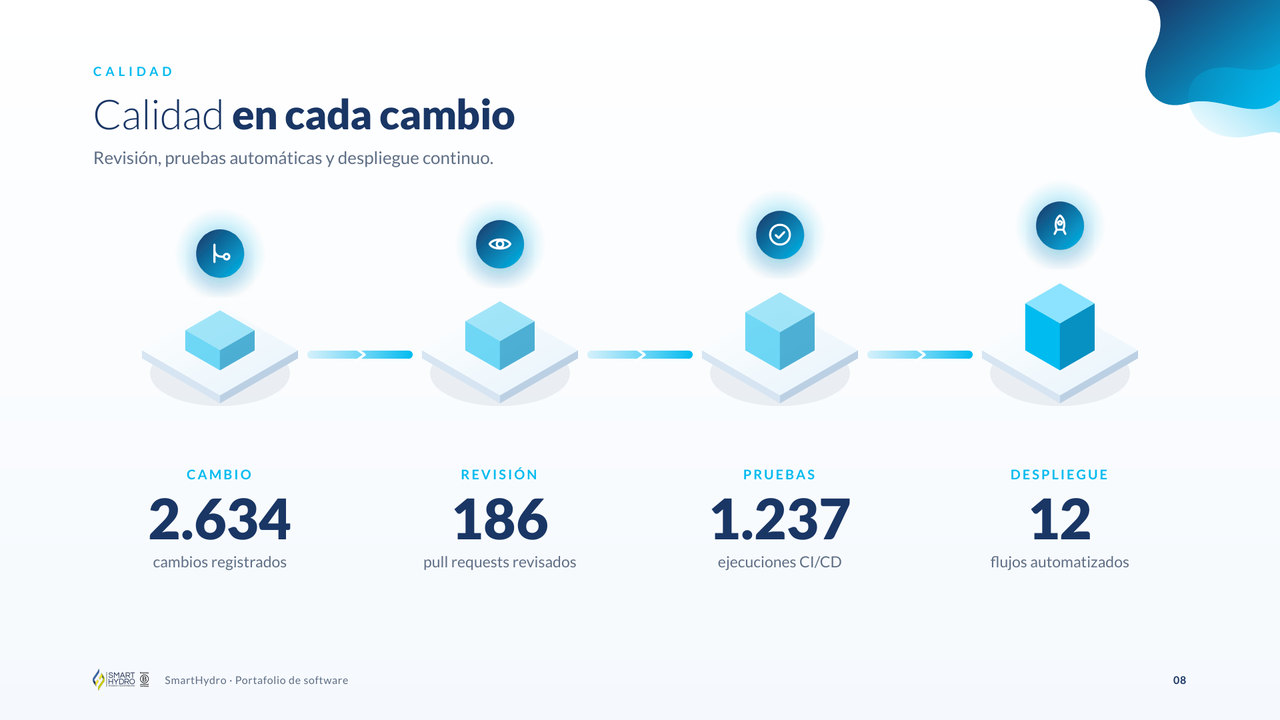 CALIDAD
Calidad en cada cambio
Revisión, pruebas automáticas y despliegue continuo.
CAMBIO
2.634
cambios registrados
REVISIÓN
186
pull requests revisados
PRUEBAS
1.237
ejecuciones CI/CD
DESPLIEGUE
12
flujos automatizados
SMART
HYDRO
SmartHydro · Portafolio de software
08